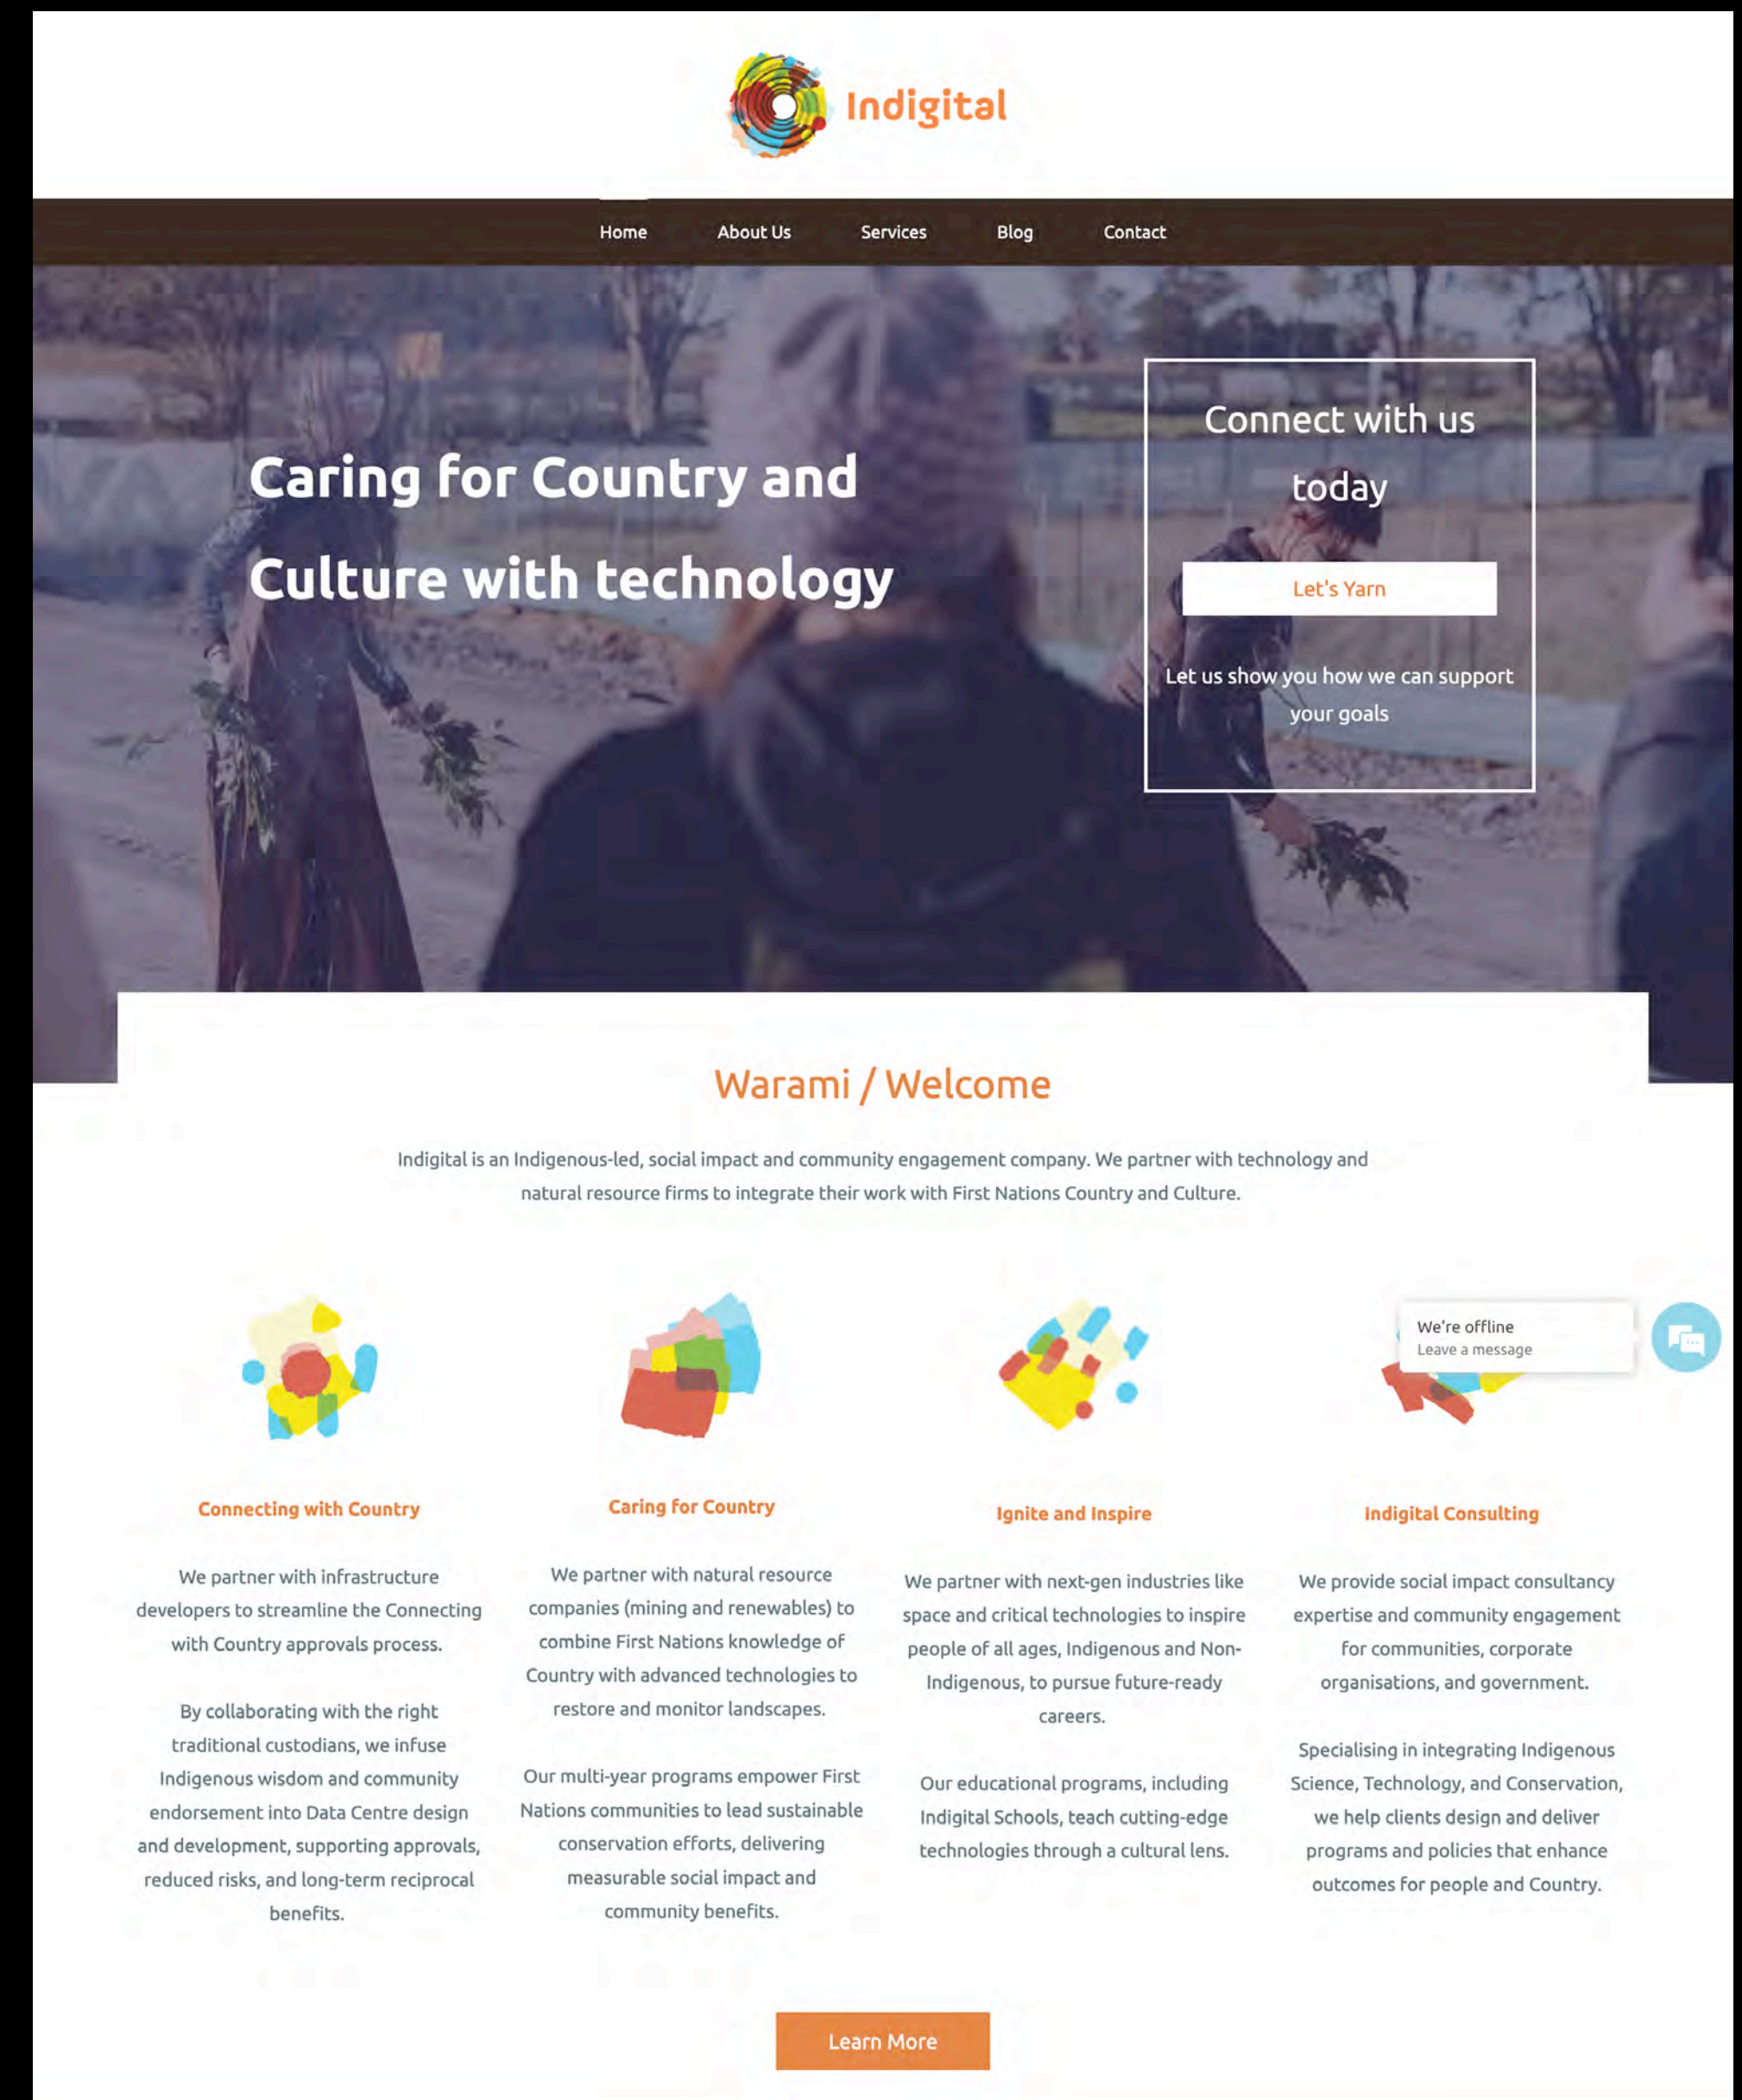 Indigital
Home
About Us
Services
Blog
Contact
Caring for Country and
Culture with technology
Connect with us
today
Let's Yarn
Let us show you how we can support
your goals
Warami / Welcome
Indigital is an Indigenous-led, social impact and community engagement company. We partner with technology and
natural resource firms to integrate their work with First Nations Country and Culture.
We're offline
Leave a message
Connecting with Country
We partner with infrastructure
developers to streamline the Connecting
with Country approvals process.
By collaborating with the right
traditional custodians, we infuse
Indigenous wisdom and community
endorsement into Data Centre design
and development, supporting approvals,
reduced risks, and long-term reciprocal
benefits.
Caring for Country
We partner with natural resource
companies (mining and renewables) to
combine First Nations knowledge of
Country with advanced technologies to
restore and monitor landscapes.
Our multi-year programs empower First
Nations communities to lead sustainable
conservation efforts, delivering
measurable social impact and
community benefits.
Ignite and Inspire
We partner with next-gen industries like
space and critical technologies to inspire
people of all ages, Indigenous and Non-
Indigenous, to pursue future-ready
careers.
Our educational programs, including
Indigital Schools, teach cutting-edge
technologies through a cultural lens.
Indigital Consulting
We provide social impact consultancy
expertise and community engagement
for communities, corporate
organisations, and government.
Specialising in integrating Indigenous
Science, Technology, and Conservation,
we help clients design and deliver
programs and policies that enhance
outcomes for people and Country.
Learn More